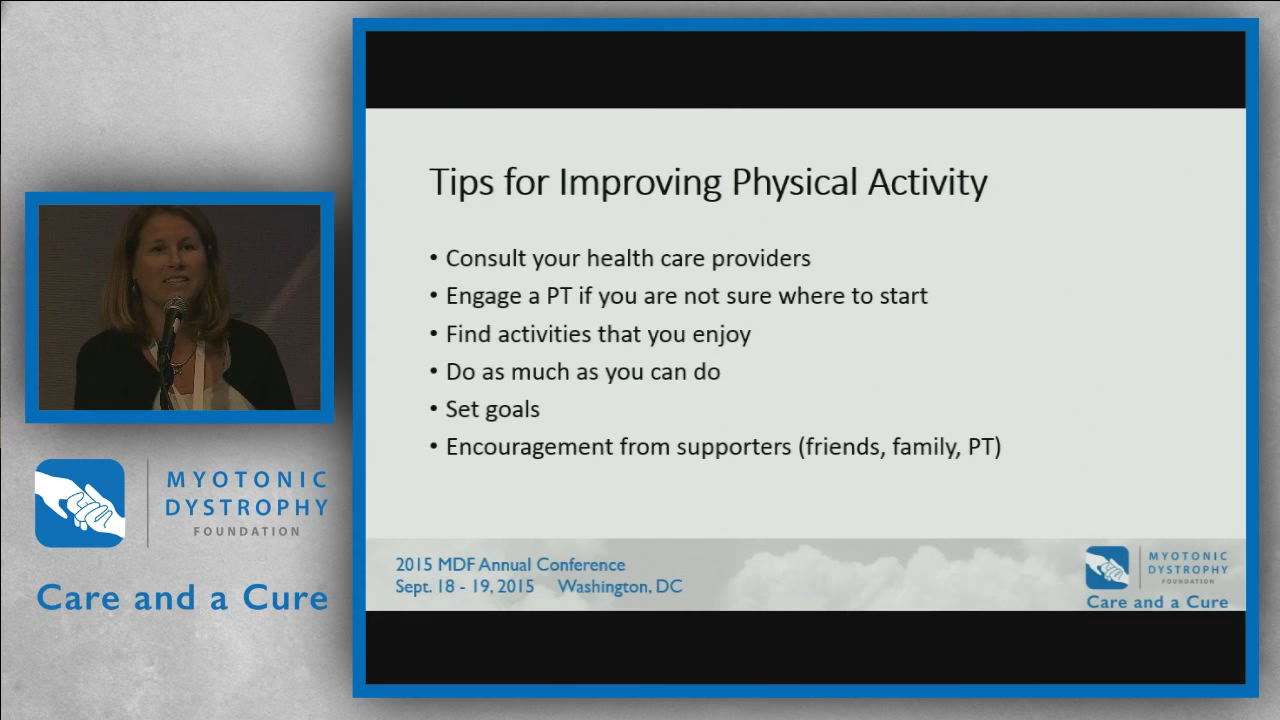 Tips for Improving Physical Activity
• Consult your health care providers
• Engage a PT if you are not sure where to start
• Find activities that you enjoy
• Do as much as you can do
• Set goals
• Encouragement from supporters (friends, family, PT)
2015 MDF Annual Conference
Sept. 18 - 19, 2015 Washington, DC
MYOTONIC
DYSTROPHY
FOUNDATION
Care and a Cure
MYOTONIC
DYSTROPHY
FOUNDATION
Care and a Cure